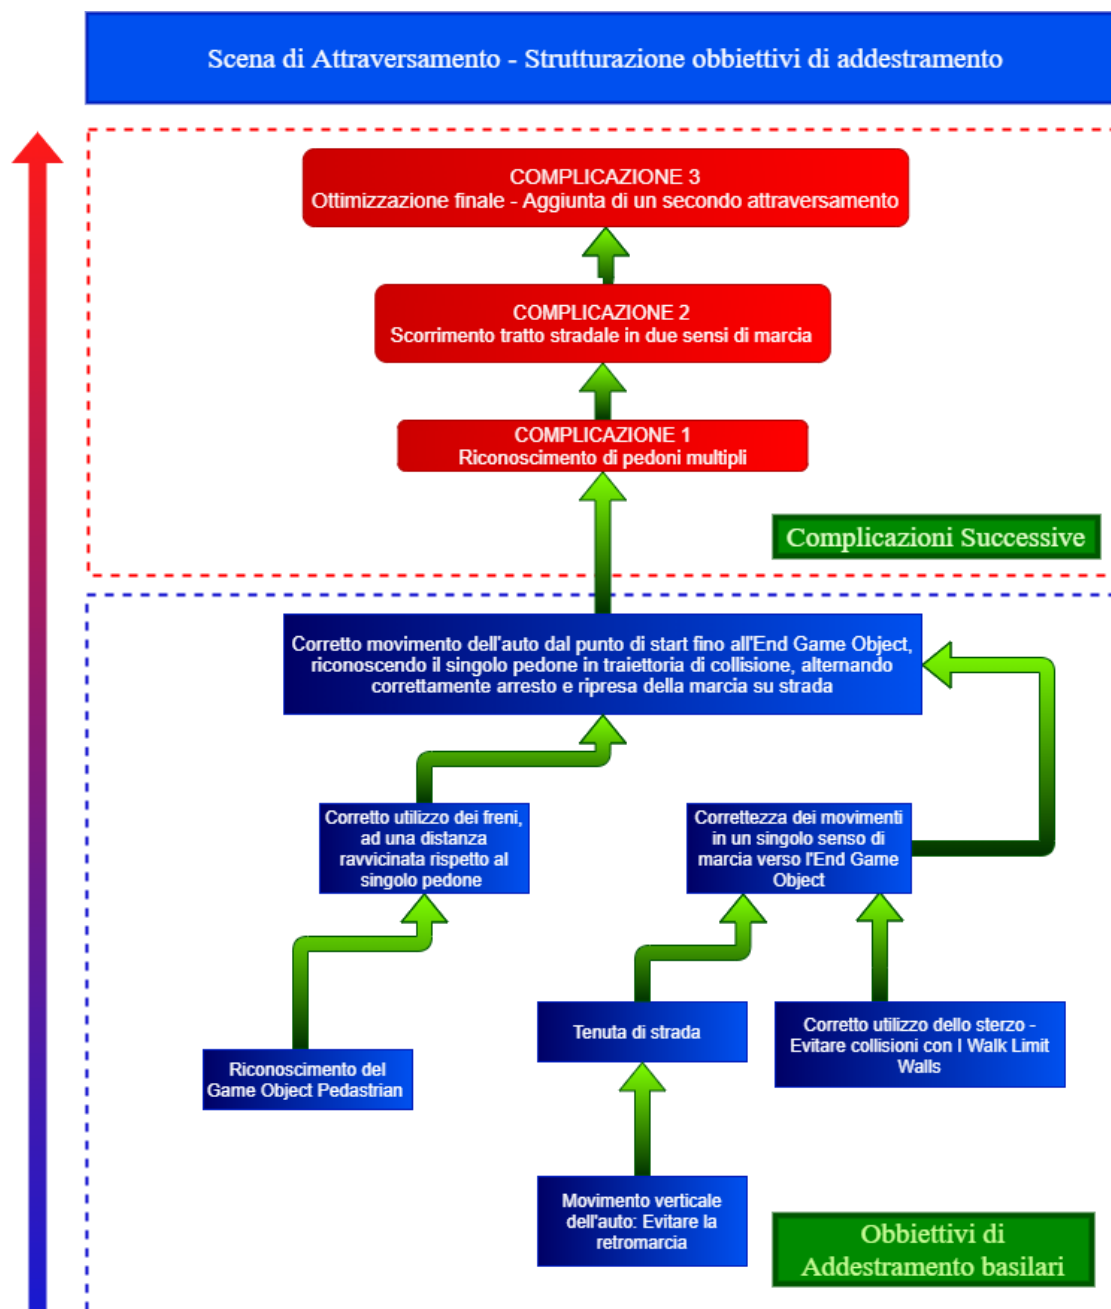 Scena di Attraversamento - Strutturazione obbiettivi di addestramento
COMPLICAZIONE 3
Ottimizzazione finale - Aggiunta di un secondo attraversamento
COMPLICAZIONE 2
Scorrimento tratto stradale in due sensi di marcia
COMPLICAZIONE 1
Riconoscimento di pedoni multipli
Complicazioni Successive
Corretto movimento dell'auto dal punto di start fino all'End Game Object,
riconoscendo il singolo pedone in traiettoria di collisione, alternando
correttamente arresto e ripresa della marcia su strada
Corretto utilizzo dei freni,
ad una distanza
ravvicinata rispetto al
singolo pedone
Correttezza dei movimenti
in un singolo senso di
marcia verso l'End Game
Object
Riconoscimento del
Game Object Pedastrian
Tenuta di strada
Corretto utilizzo dello sterzo -
Evitare collisioni con I Walk Limit
Walls
Movimento verticale
dell'auto: Evitare la
retromarcia
Obbiettivi di
Addestramento basilari